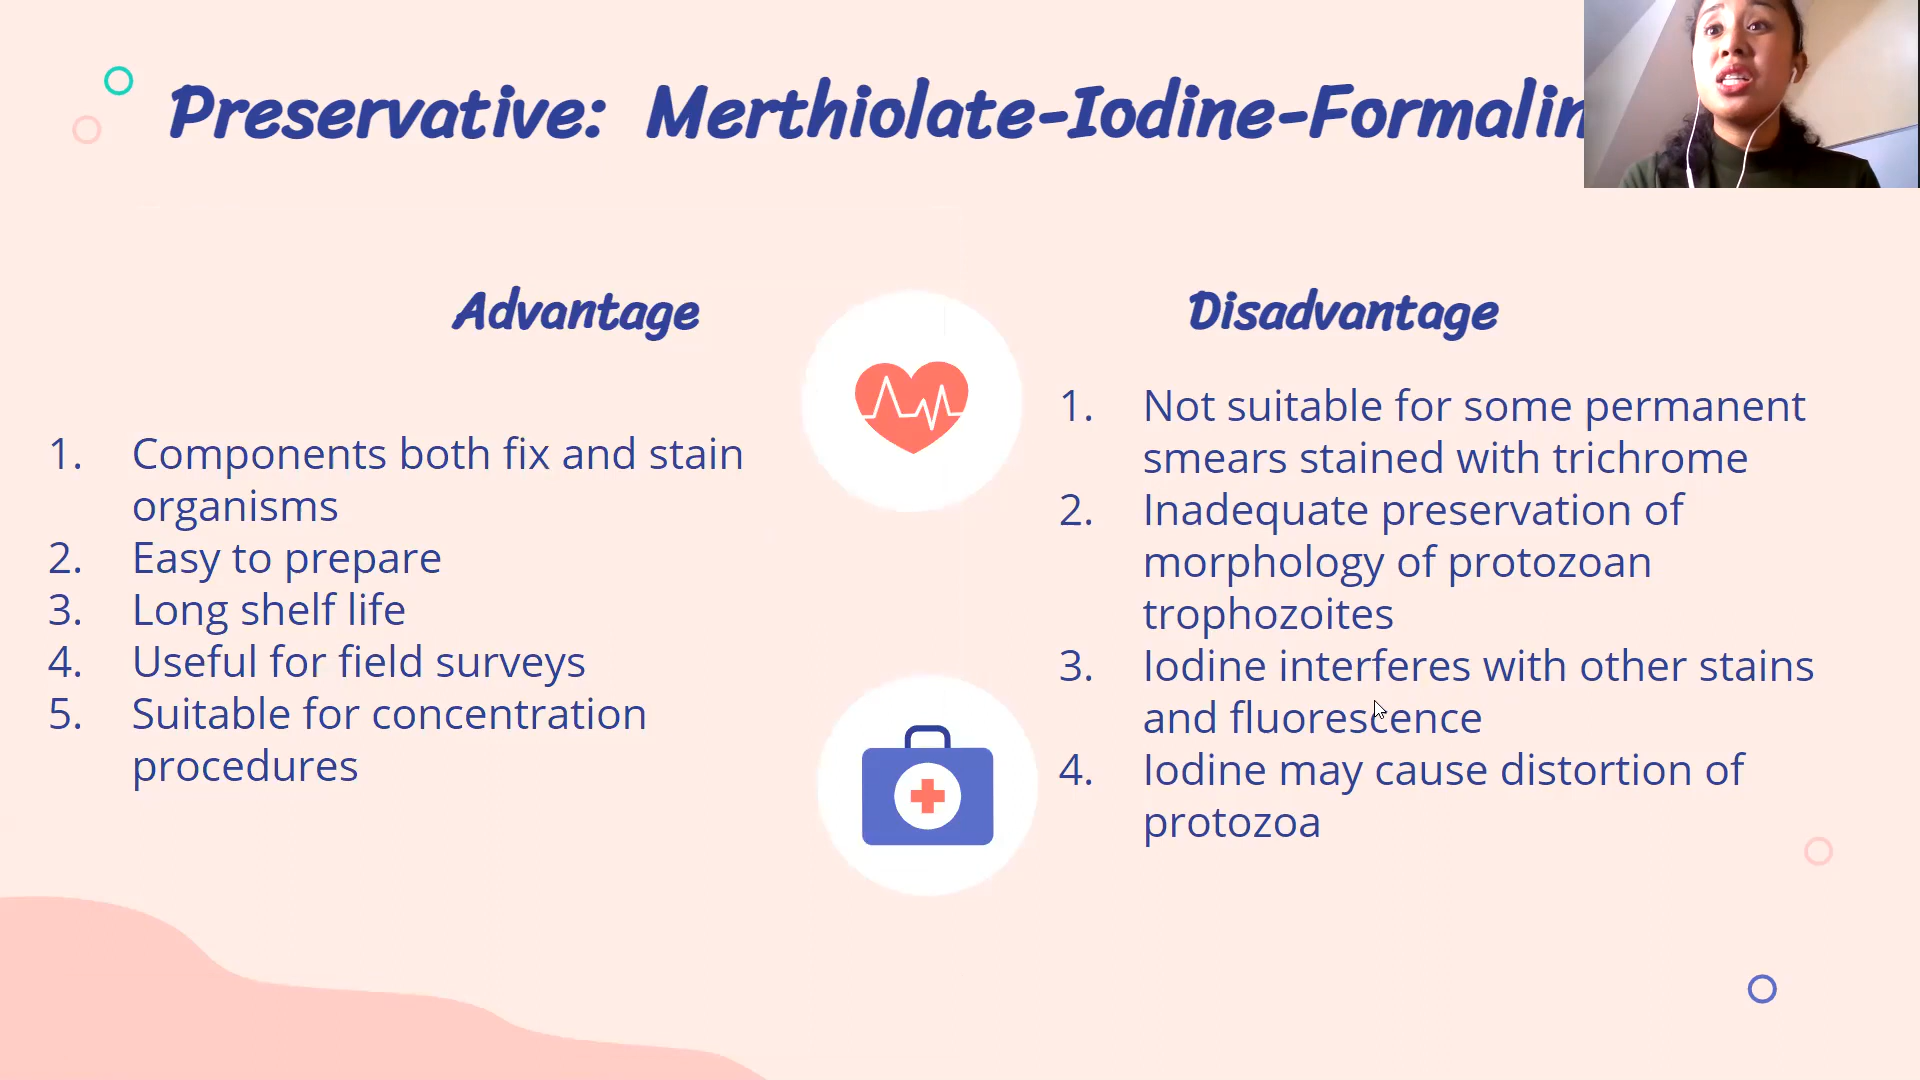 Preservative: Merthiolate-Iodine-Formalin
Advantage
1. Components both fix and stain
organisms
2. Easy to prepare
3. Long shelf life
4. Useful for field surveys
5. Suitable for concentration
procedures
Disadvantage
1. Not suitable for some permanent
smears stained with trichrome
2. Inadequate preservation of
morphology of protozoan
trophozoites
3. Iodine interferes with other stains
and fluorescence
4. Iodine may cause distortion of
protozoa